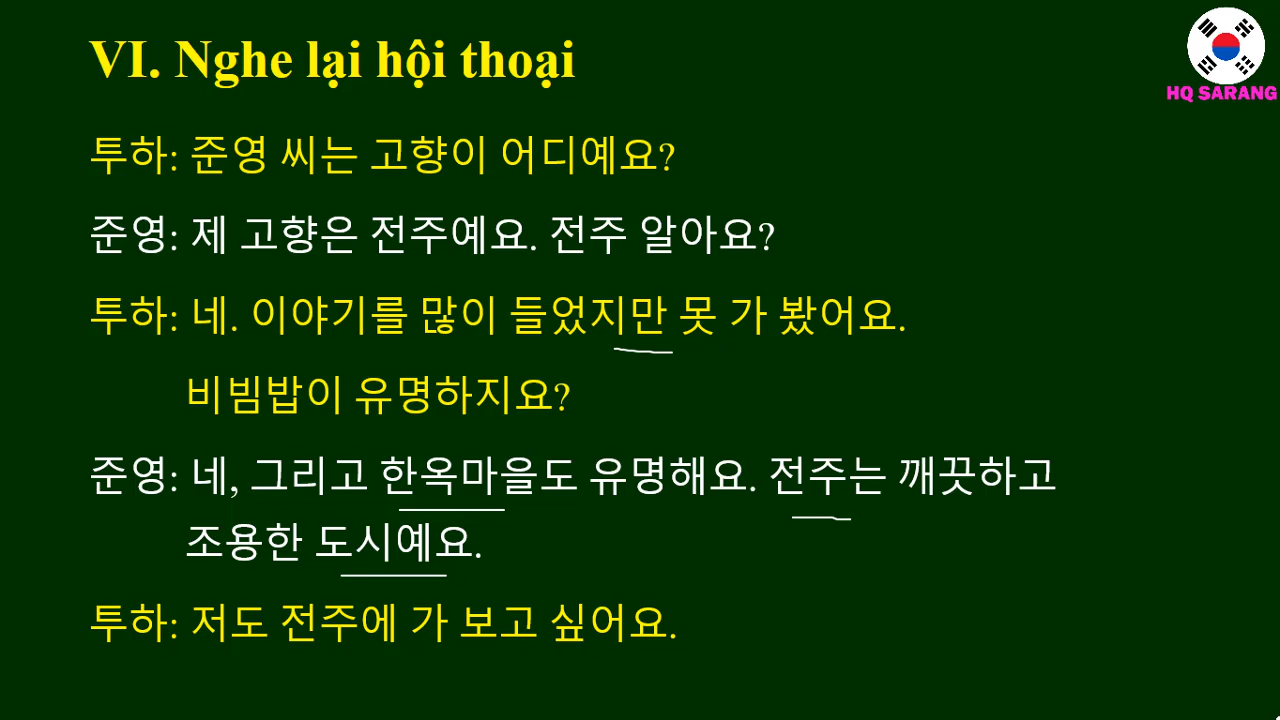 VI. Nghe lại hội thoại
HQ SARANG
투하: 준영 씨는 고향이 어디예요?
준영: 제 고향은 전주예요. 전주 알아요?
투하: 네. 이야기를 많이 들었지만 못 가 봤어요.
비빔밥이 유명하지요?
준영: 네, 그리고 한옥마을도 유명해요. 전주는 깨끗하고
조용한 도시예요.
투하: 저도 전주에 가 보고 싶어요.